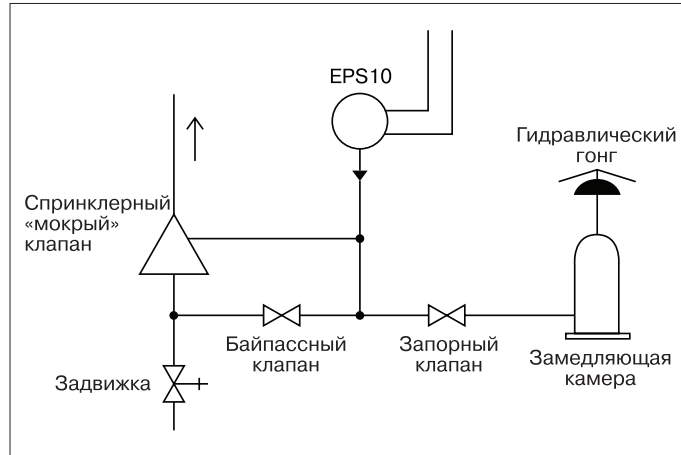 EPS10
Гидравлический
гонг
Спринклерный
«мокрый»
клапан
Байпассный
клапан
Запорный
клапан
Замедляющая
камера
Задвижка